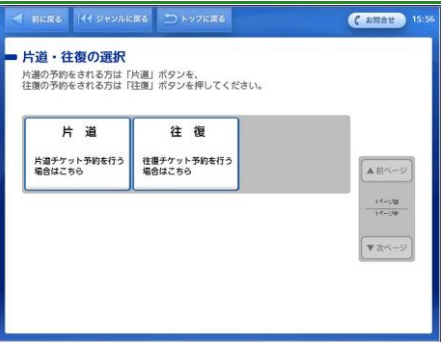 前に戻る ジャンルに戻る トップに戻る お問合せ 15:56
片道・往復の選択
片道の予約をされる方は「片道」ボタンを、
往復の予約をされる方は「往復」ボタンを押してください。
片 道
片道チケット予約を行う
場合はこちら
往 復
往復チケット予約を行う
場合はこちら
▲前ページ
1ページ目
1ページ中
▼次ページ